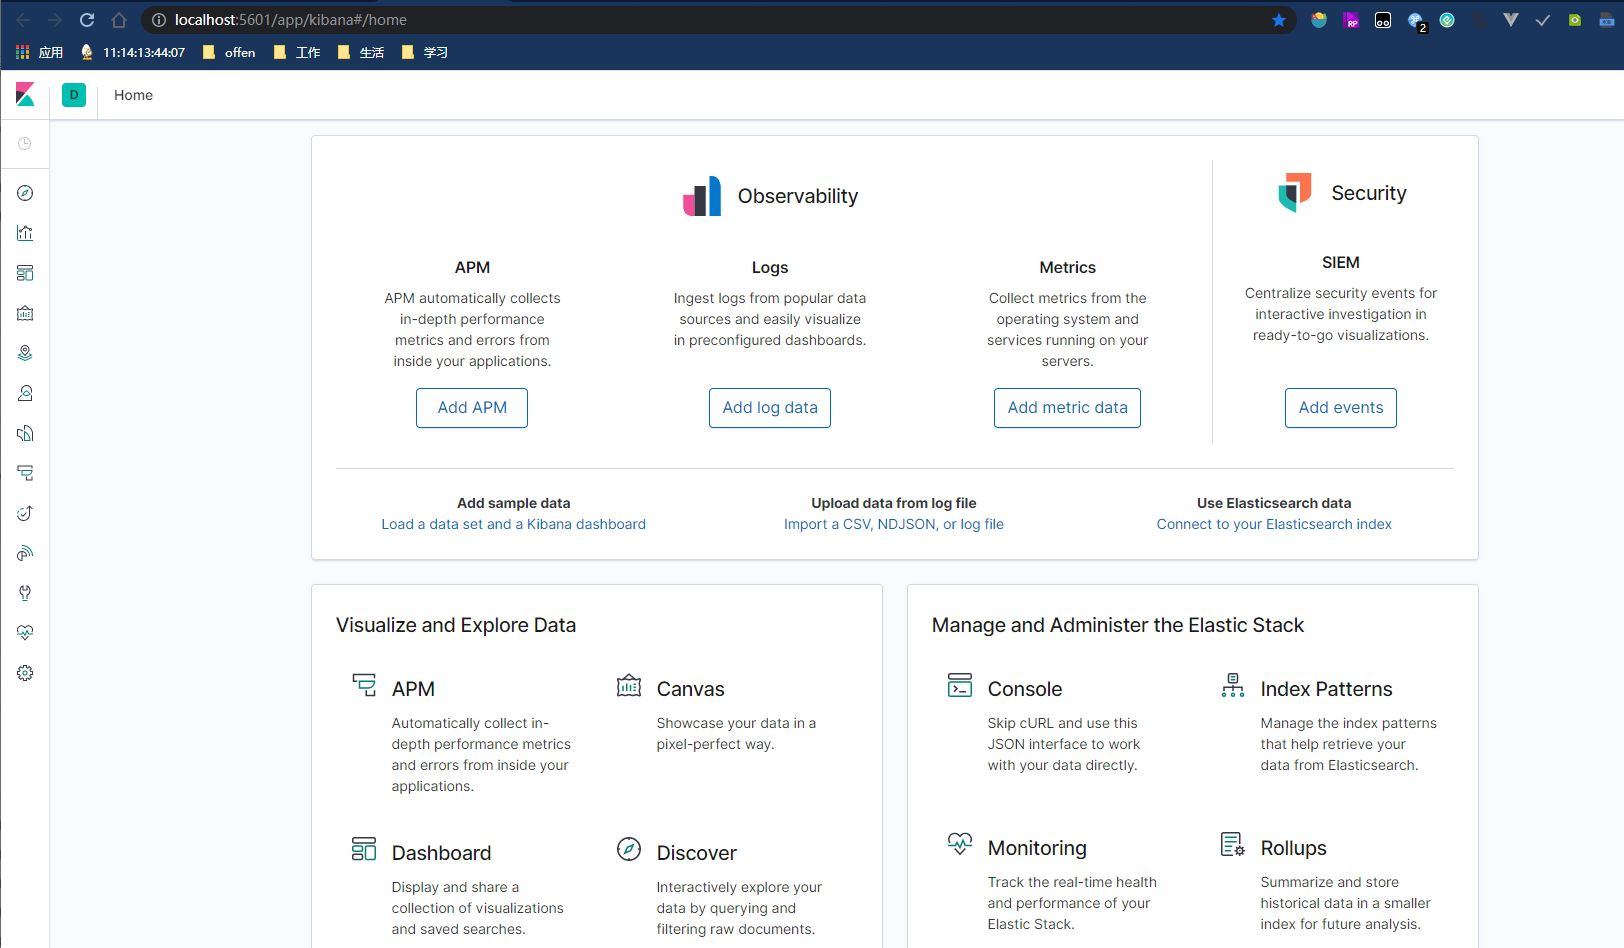 localhost:5601/app/kibana#/home
2
应用 11:14:13:44:07 offen 工作 生活 学习
D Home
Observability
Security
APM
APM automatically collects
in-depth performance
metrics and errors from
inside your applications.
Add APM
Logs
Ingest logs from popular data
sources and easily visualize
in preconfigured dashboards.
Add log data
Metrics
Collect metrics from the
operating system and
services running on your
servers.
Add metric data
SIEM
Centralize security events for
interactive investigation in
ready-to-go visualizations.
Add events
Add sample data
Load a data set and a Kibana dashboard
Upload data from log file
Import a CSV, NDJSON, or log file
Use Elasticsearch data
Connect to your Elasticsearch index
Visualize and Explore Data
APM
Automatically collect in-
depth performance metrics
and errors from inside your
applications.
Canvas
Showcase your data in a
pixel-perfect way.
Dashboard
Display and share a
collection of visualizations
and saved searches.
Discover
Interactively explore your
data by querying and
filtering raw documents.
Manage and Administer the Elastic Stack
Console
Skip cURL and use this
JSON interface to work
with your data directly.
Index Patterns
Manage the index patterns
that help retrieve your
data from Elasticsearch.
Monitoring
Track the real-time health
and performance of your
Elastic Stack.
Rollups
Summarize and store
historical data in a smaller
index for future analysis.